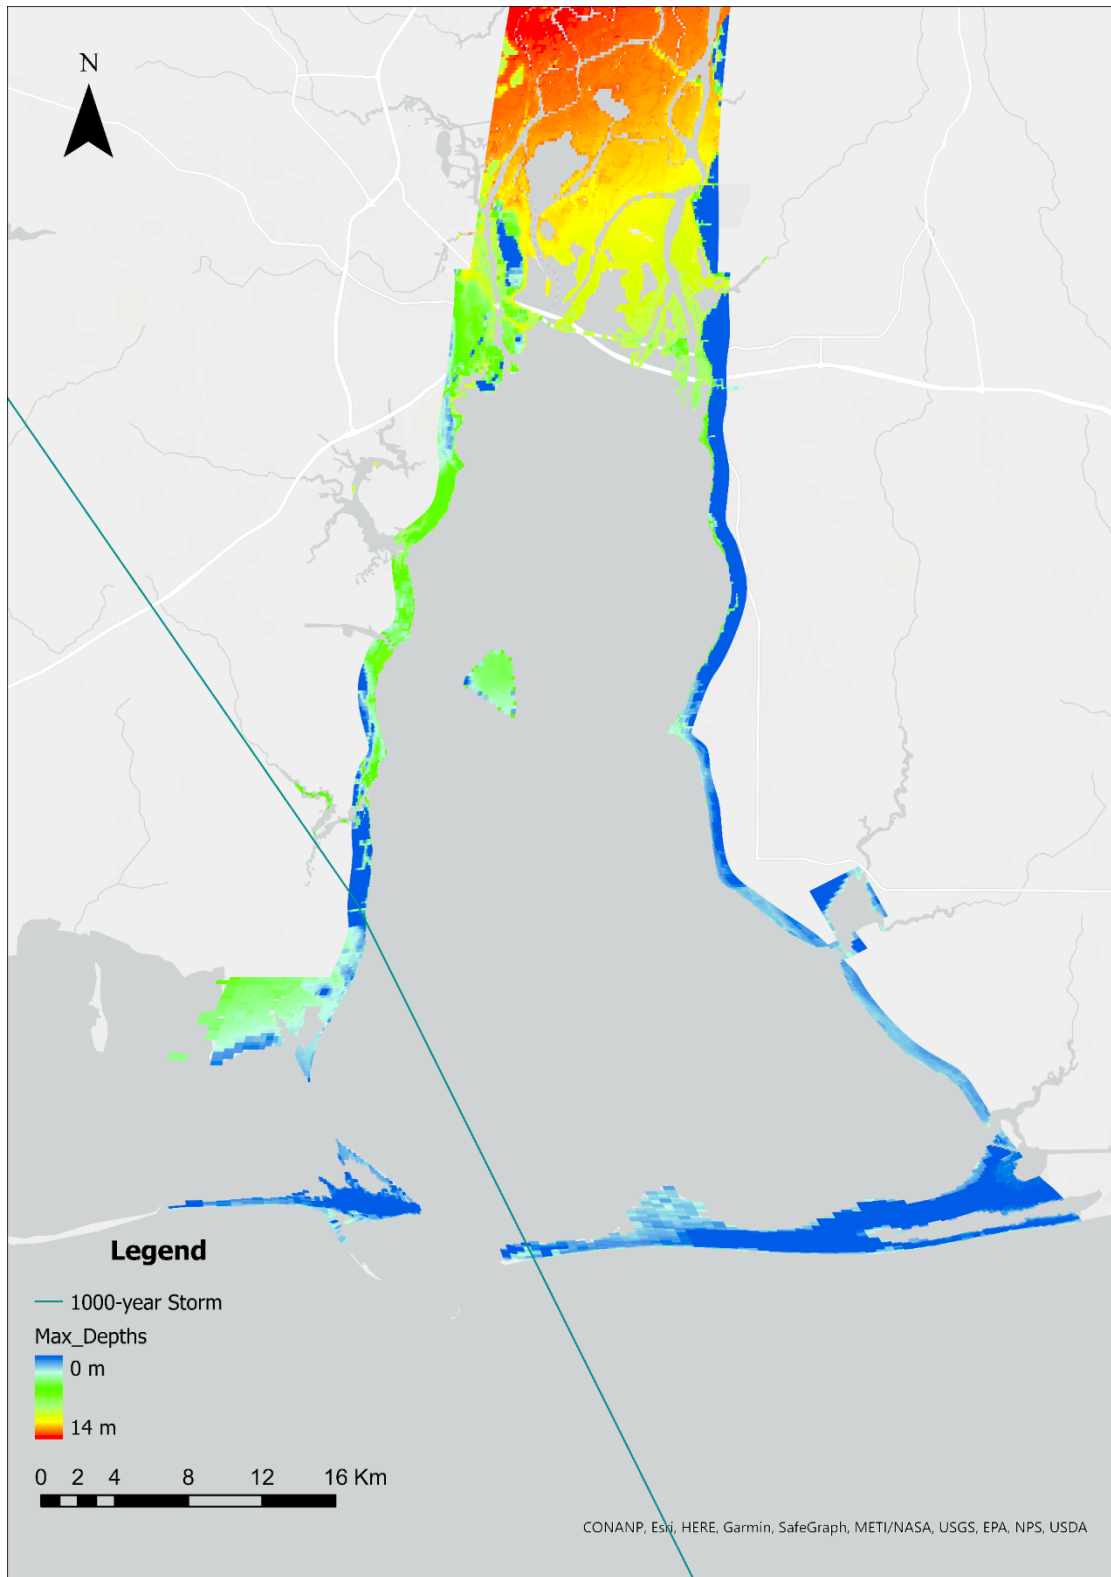 N
Legend
1000-year Storm
Max_Depths
0 m
14 m
0 2 4 8 12 16 Km
CONANP, Esri, HERE, Garmin, SafeGraph, METI/NASA, USGS, EPA, NPS, USDA